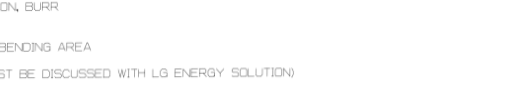 ON, BURR
BENDING AREA
ST BE DISCUSSED WITH LG ENERGY SOLUTION)